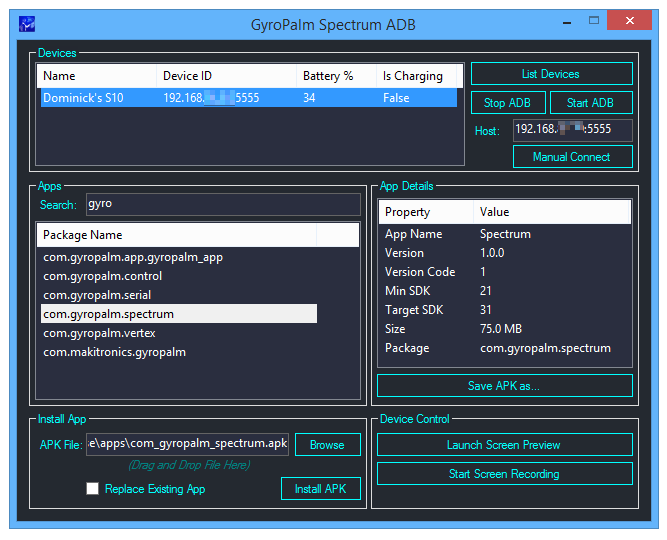 GyroPalm Spectrum ADB
Devices
Name Device ID Battery % Is Charging
Dominick's S10 192.168. 5555 34 False
List Devices
Stop ADB Start ADB
Host: 192.168. :5555
Manual Connect
Apps
Search: gyro
Package Name
com.gyropalm.app.gyropalm_app
com.gyropalm.control
com.gyropalm.serial
com.gyropalm.spectrum
com.gyropalm.vertex
com.makitronics.gyropalm
App Details
Property Value
App Name Spectrum
Version 1.0.0
Version Code 1
Min SDK 21
Target SDK 31
Size 75.0 MB
Package com.gyropalm.spectrum
Save APK as...
Install App
APK File: e\apps\com_gyropalm_spectrum.apk Browse
(Drag and Drop File Here)
Replace Existing App Install APK
Device Control
Launch Screen Preview
Start Screen Recording